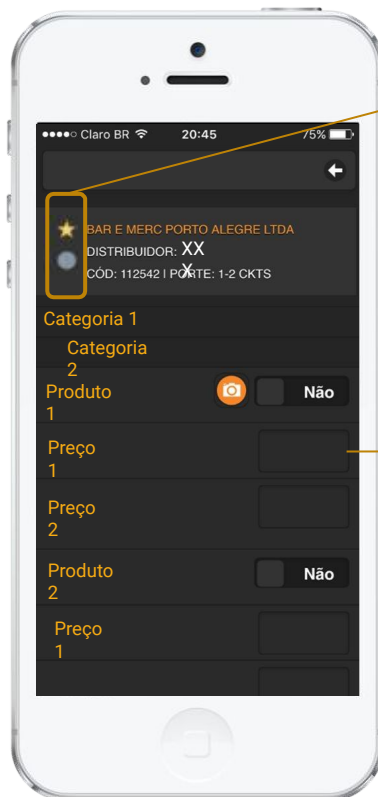 Claro BR 20:45 75%
BAR E MERC PORTO ALEGRE LTDA
DISTRIBUIDOR: XX
X
CÓD: 112542 | PORTE: 1-2 CKTS
Categoria 1
Categoria
2
Produto
1
Não
Preço
1
Preço
2
Produto
2
Não
Preço
1